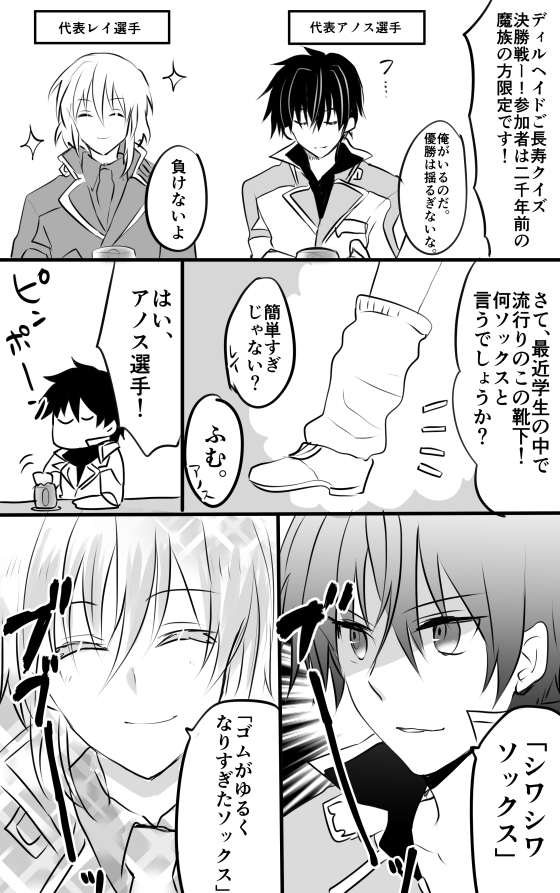 ディルヘイドご長寿クイズ
決勝戦ー！参加者は二千年前の
魔族の方限定です！
代表アノス選手
フ…
俺がいるのだ。
優勝は揺るぎないな。
代表レイ選手
負けないよ
さて、最近学生の中で
流行りのこの靴下！
何ソックスと
言うでしょうか？
簡単すぎ
じゃない？
レイ
ふむ。
アノス
はい、
アノス選手！
ピンポーン
「シワシワ
ソックス」
ブーーー
「ゴムがゆるく
なりすぎたソックス」
ブブーーー